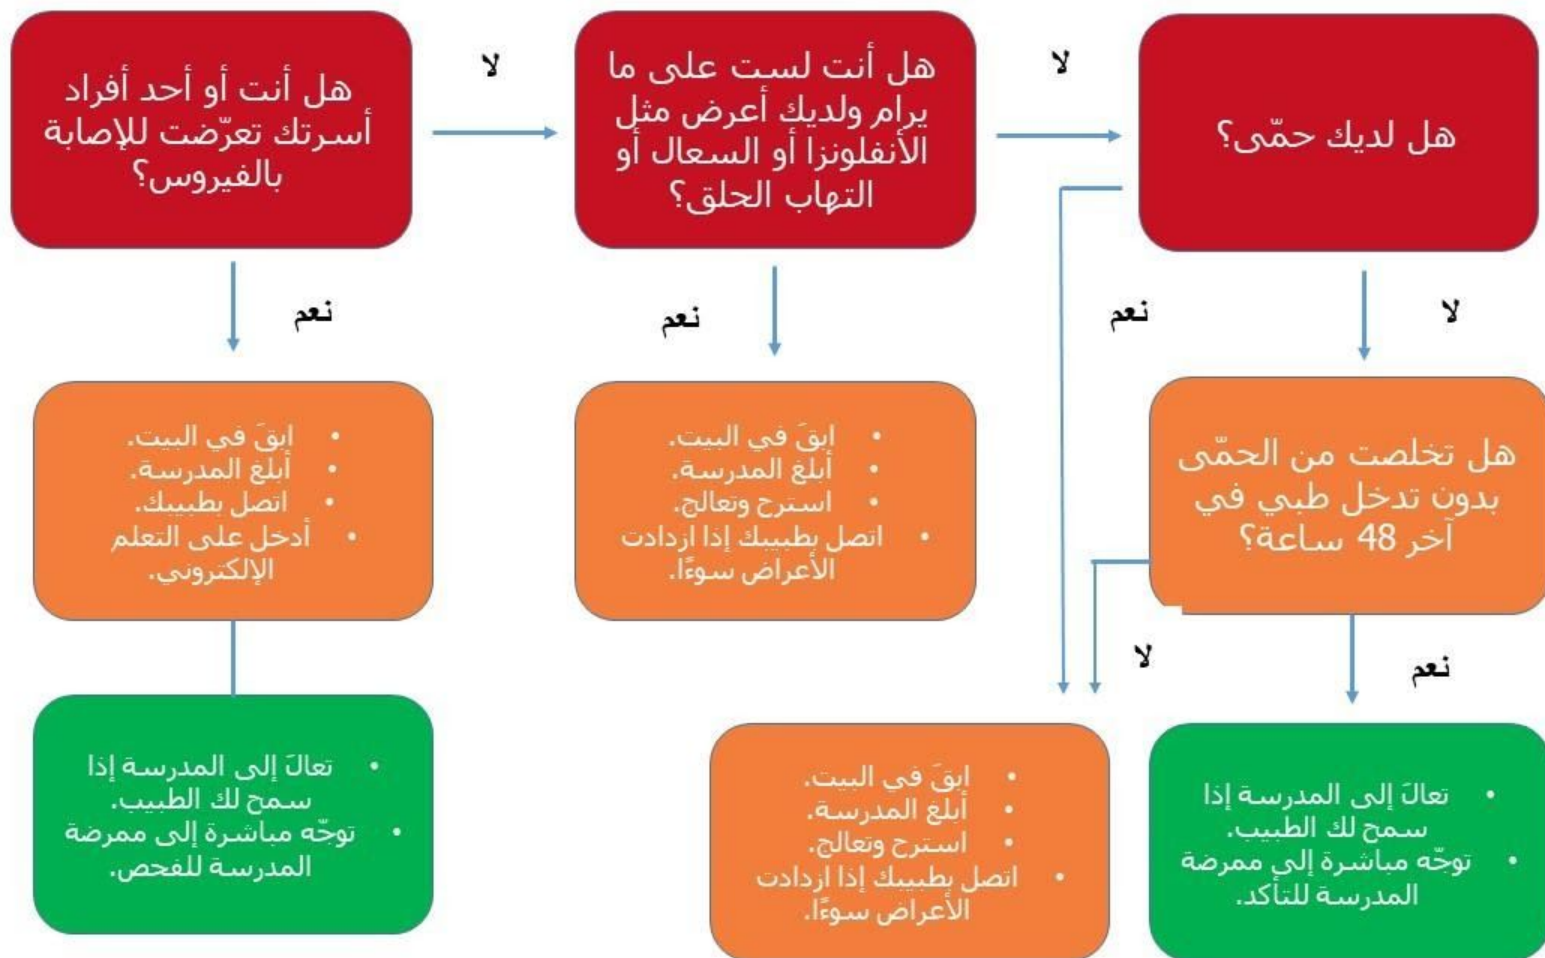 هل أنت أو أحد أفراد
أسرتك تعرّضت للإصابة
بالفيروس؟
لا
هل أنت لست على ما
يرام ولديك أعرض مثل
الأنفلونزا أو السعال أو
التهاب الحلق؟
لا
هل لديك حمّى؟
نعم
نعم
نعم
لا
• ابقَ في البيت.
• أبلغ المدرسة.
• اتصل بطبيبك.
• أدخل على التعلم
الإلكتروني.
• ابقَ في البيت.
• أبلغ المدرسة.
• استرح وتعالج.
• اتصل بطبيبك إذا ازدادت
الأعراض سوءًا.
هل تخلصت من الحمّى
بدون تدخل طبي في
آخر 48 ساعة؟
لا
نعم
• تعالَ إلى المدرسة إذا
سمح لك الطبيب.
• توجّه مباشرة إلى ممرضة
المدرسة للفحص.
• ابقَ في البيت.
• أبلغ المدرسة.
• استرح وتعالج.
• اتصل بطبيبك إذا ازدادت
الأعراض سوءًا.
• تعالَ إلى المدرسة إذا
سمح لك الطبيب.
• توجّه مباشرة إلى ممرضة
المدرسة للتأكد.